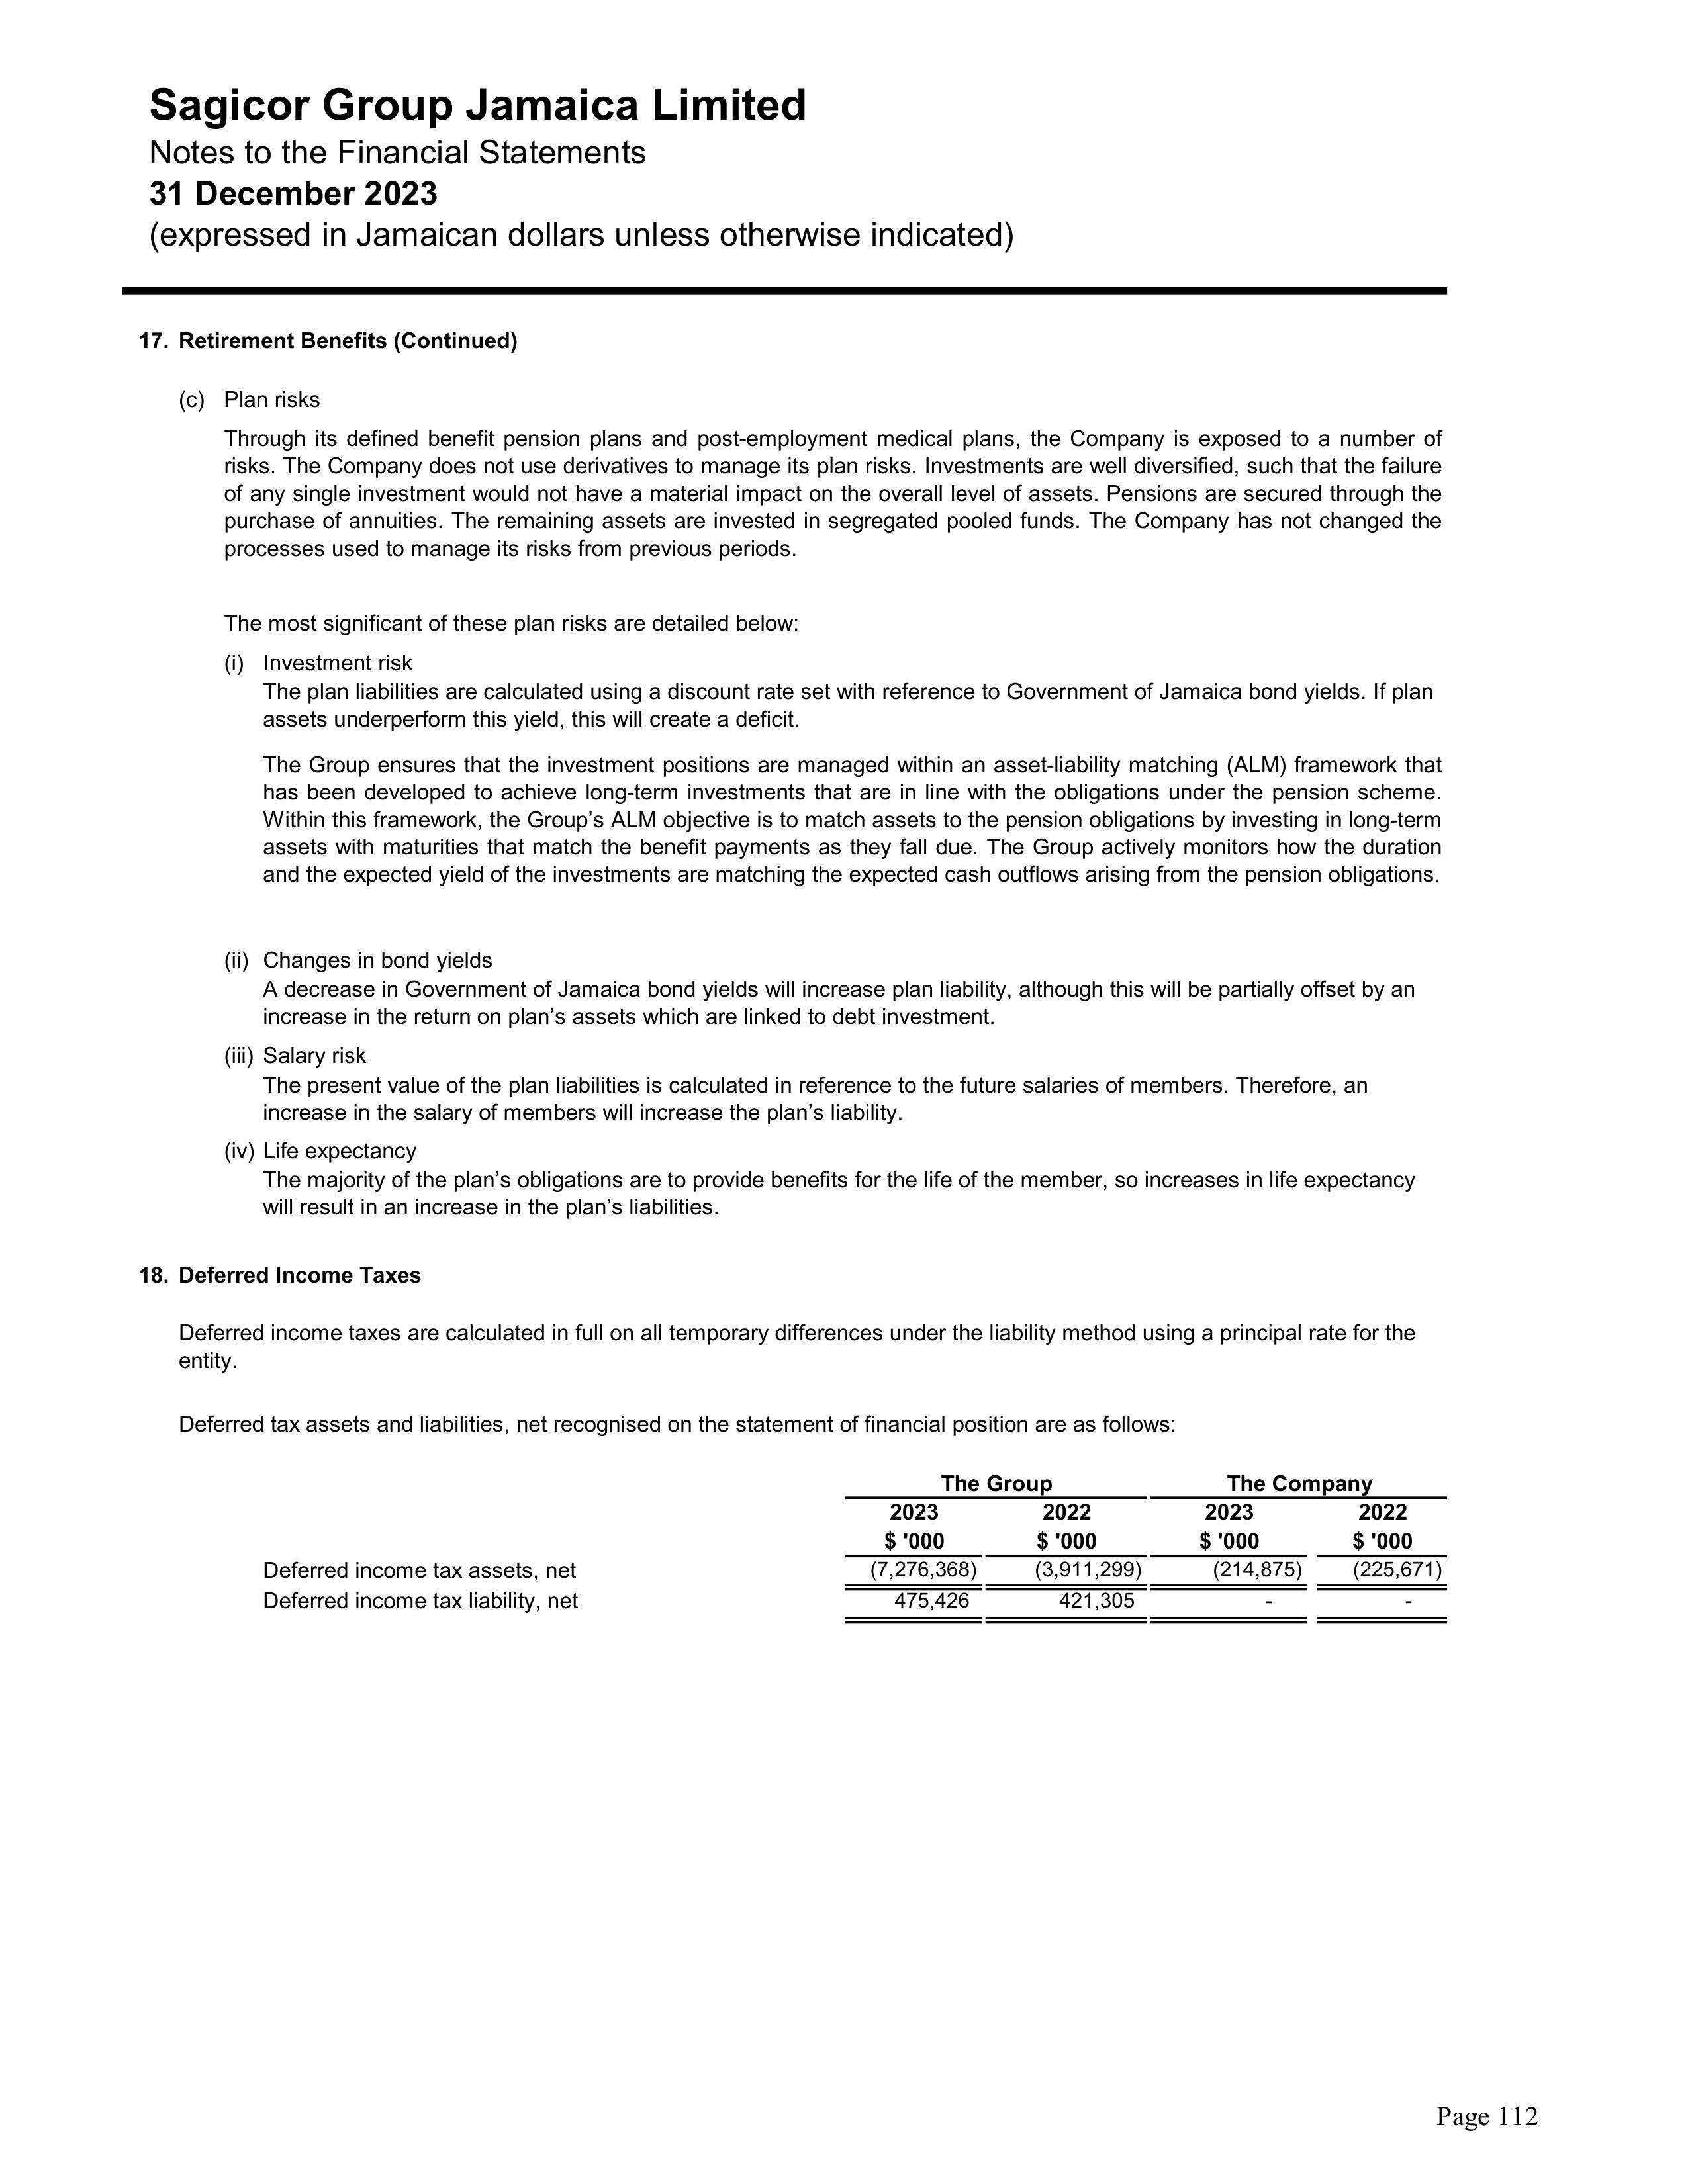 Sagicor Group Jamaica Limited
Notes to the Financial Statements
31 December 2023
(expressed in Jamaican dollars unless otherwise indicated)
17. Retirement Benefits (Continued)
(c) Plan risks
Through its defined benefit pension plans and post-employment medical plans, the Company is exposed to a number of
risks. The Company does not use derivatives to manage its plan risks. Investments are well diversified, such that the failure
of any single investment would not have a material impact on the overall level of assets. Pensions are secured through the
purchase of annuities. The remaining assets are invested in segregated pooled funds. The Company has not changed the
processes used to manage its risks from previous periods.
The most significant of these plan risks are detailed below:
(i) Investment risk
The plan liabilities are calculated using a discount rate set with reference to Government of Jamaica bond yields. If plan
assets underperform this yield, this will create a deficit.
The Group ensures that the investment positions are managed within an asset-liability matching (ALM) framework that
has been developed to achieve long-term investments that are in line with the obligations under the pension scheme.
Within this framework, the Group’s ALM objective is to match assets to the pension obligations by investing in long-term
assets with maturities that match the benefit payments as they fall due. The Group actively monitors how the duration
and the expected yield of the investments are matching the expected cash outflows arising from the pension obligations.
(ii) Changes in bond yields
A decrease in Government of Jamaica bond yields will increase plan liability, although this will be partially offset by an
increase in the return on plan’s assets which are linked to debt investment.
(iii) Salary risk
The present value of the plan liabilities is calculated in reference to the future salaries of members. Therefore, an
increase in the salary of members will increase the plan’s liability.
(iv) Life expectancy
The majority of the plan’s obligations are to provide benefits for the life of the member, so increases in life expectancy
will result in an increase in the plan’s liabilities.
18. Deferred Income Taxes
Deferred income taxes are calculated in full on all temporary differences under the liability method using a principal rate for the
entity.
Deferred tax assets and liabilities, net recognised on the statement of financial position are as follows:
The Group The Company
2023 2022 2023 2022
$ '000 $ '000 $ '000 $ '000
Deferred income tax assets, net (7,276,368) (3,911,299) (214,875) (225,671)
Deferred income tax liability, net 475,426 421,305 - -
Page 112